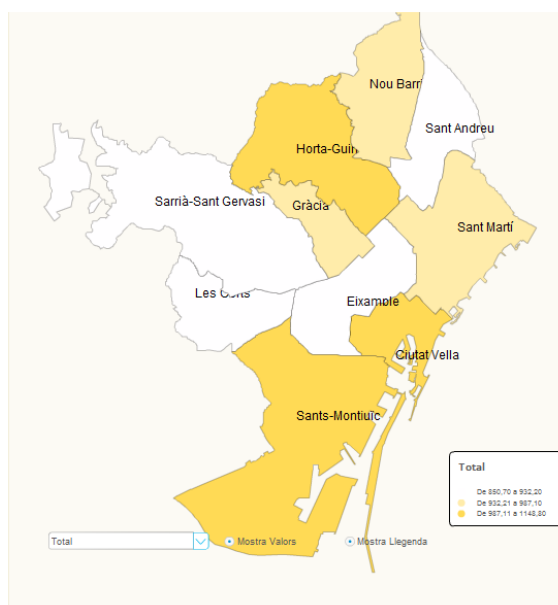 Nou Barri
Sant Andreu
Horta-Guin
Sarrià-Sant Gervasi
Gràcia
Sant Martí
Les Corts
Eixample
Ciutat Vella
Sants-Montjuïc
Total
De 850,70 a 932,20
De 932,21 a 987,10
De 987,11 a 1148,80
Total
Mostra Valors
Mostra Llegenda